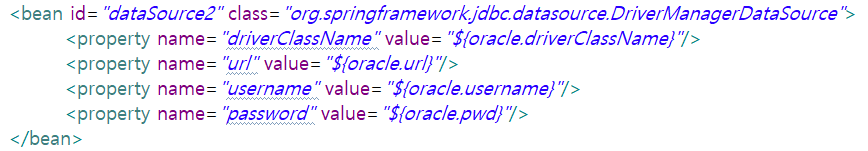 <bean id="dataSource2" class="org.springframework.jdbc.datasource.DriverManagerDataSource">
<property name="driverClassName" value="${oracle.driverClassName}"/>
<property name="url" value="${oracle.url}"/>
<property name="username" value="${oracle.username}"/>
<property name="password" value="${oracle.pwd}"/>
</bean>